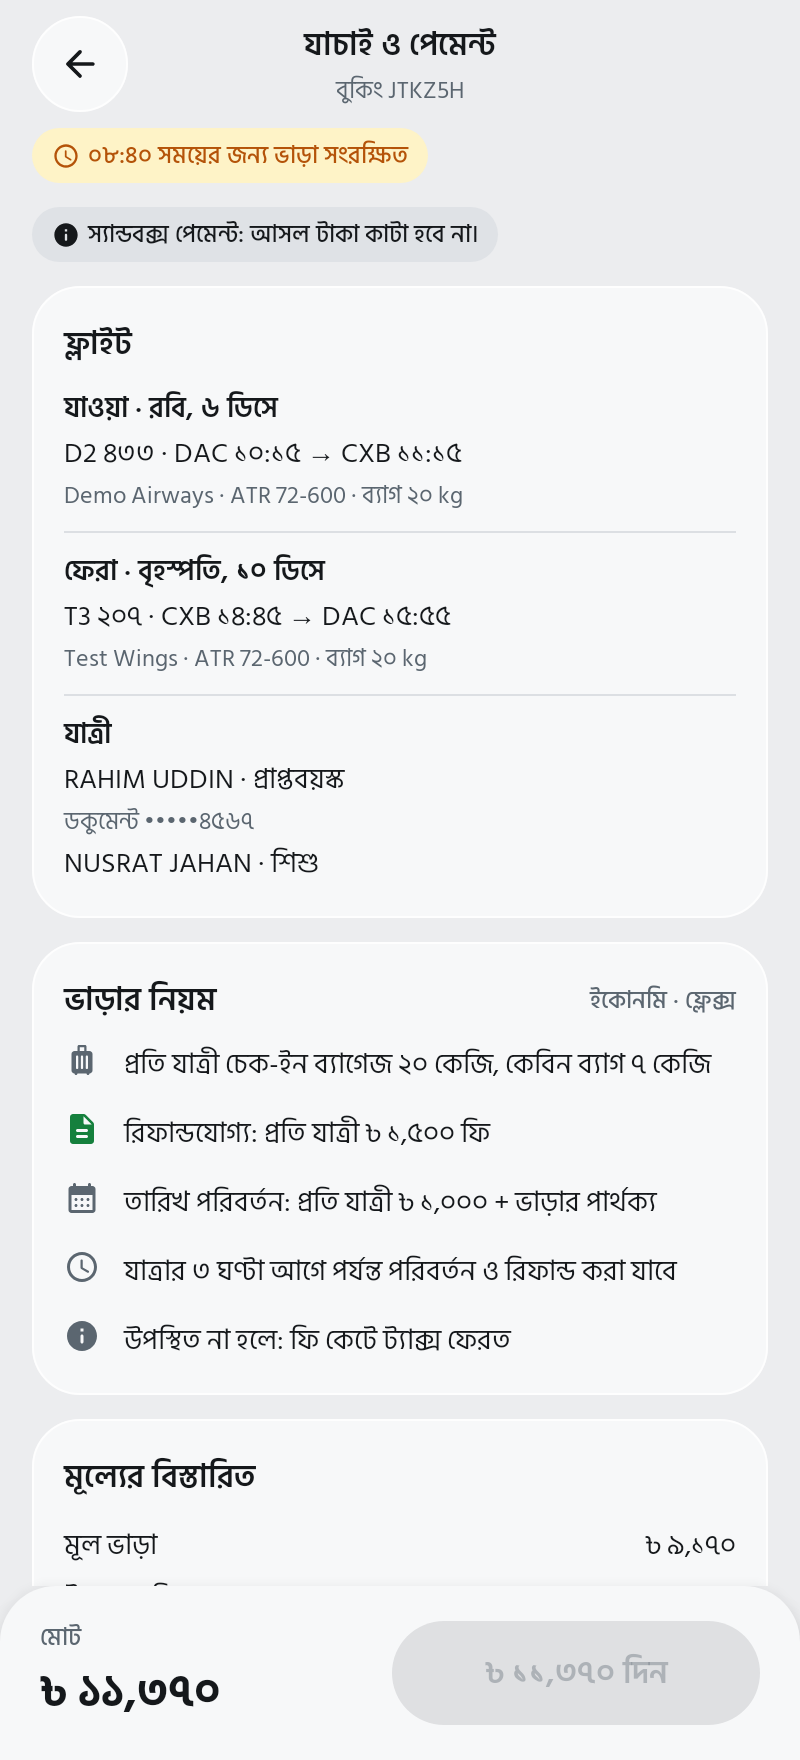 যাচাই ও পেমেন্ট
বুকিং JTKZ5H
০৮:৪০ সময়ের জন্য ভাড়া সংরক্ষিত
স্যান্ডবক্স পেমেন্ট: আসল টাকা কাটা হবে না।
ফ্লাইট
যাওয়া · রবি, ৬ ডিসে
D2 ৪৩৩ · DAC ১০:১৫ → CXB ১১:১৫
Demo Airways · ATR 72-600 · ব্যাগ ২০ kg
ফেরা · বৃহস্পতি, ১০ ডিসে
T3 ২০৭ · CXB ১৪:৪৫ → DAC ১৫:৫৫
Test Wings · ATR 72-600 · ব্যাগ ২০ kg
যাত্রী
RAHIM UDDIN · প্রাপ্তবয়স্ক
ডকুমেন্ট •••••৪৫৬৭
NUSRAT JAHAN · শিশু
ভাড়ার নিয়ম
ইকোনমি · ফ্লেক্স
প্রতি যাত্রী চেক-ইন ব্যাগেজ ২০ কেজি, কেবিন ব্যাগ ৭ কেজি
রিফান্ডযোগ্য: প্রতি যাত্রী ৳ ১,৫০০ ফি
তারিখ পরিবর্তন: প্রতি যাত্রী ৳ ১,০০০ + ভাড়ার পার্থক্য
যাত্রার ৩ ঘণ্টা আগে পর্যন্ত পরিবর্তন ও রিফান্ড করা যাবে
উপস্থিত না হলে: ফি কেটে ট্যাক্স ফেরত
মূল্যের বিস্তারিত
মূল ভাড়া ৳ ৯,১৭০
মোট
৳ ১১,৩৭০
৳ ১১,৩৭০ দিন